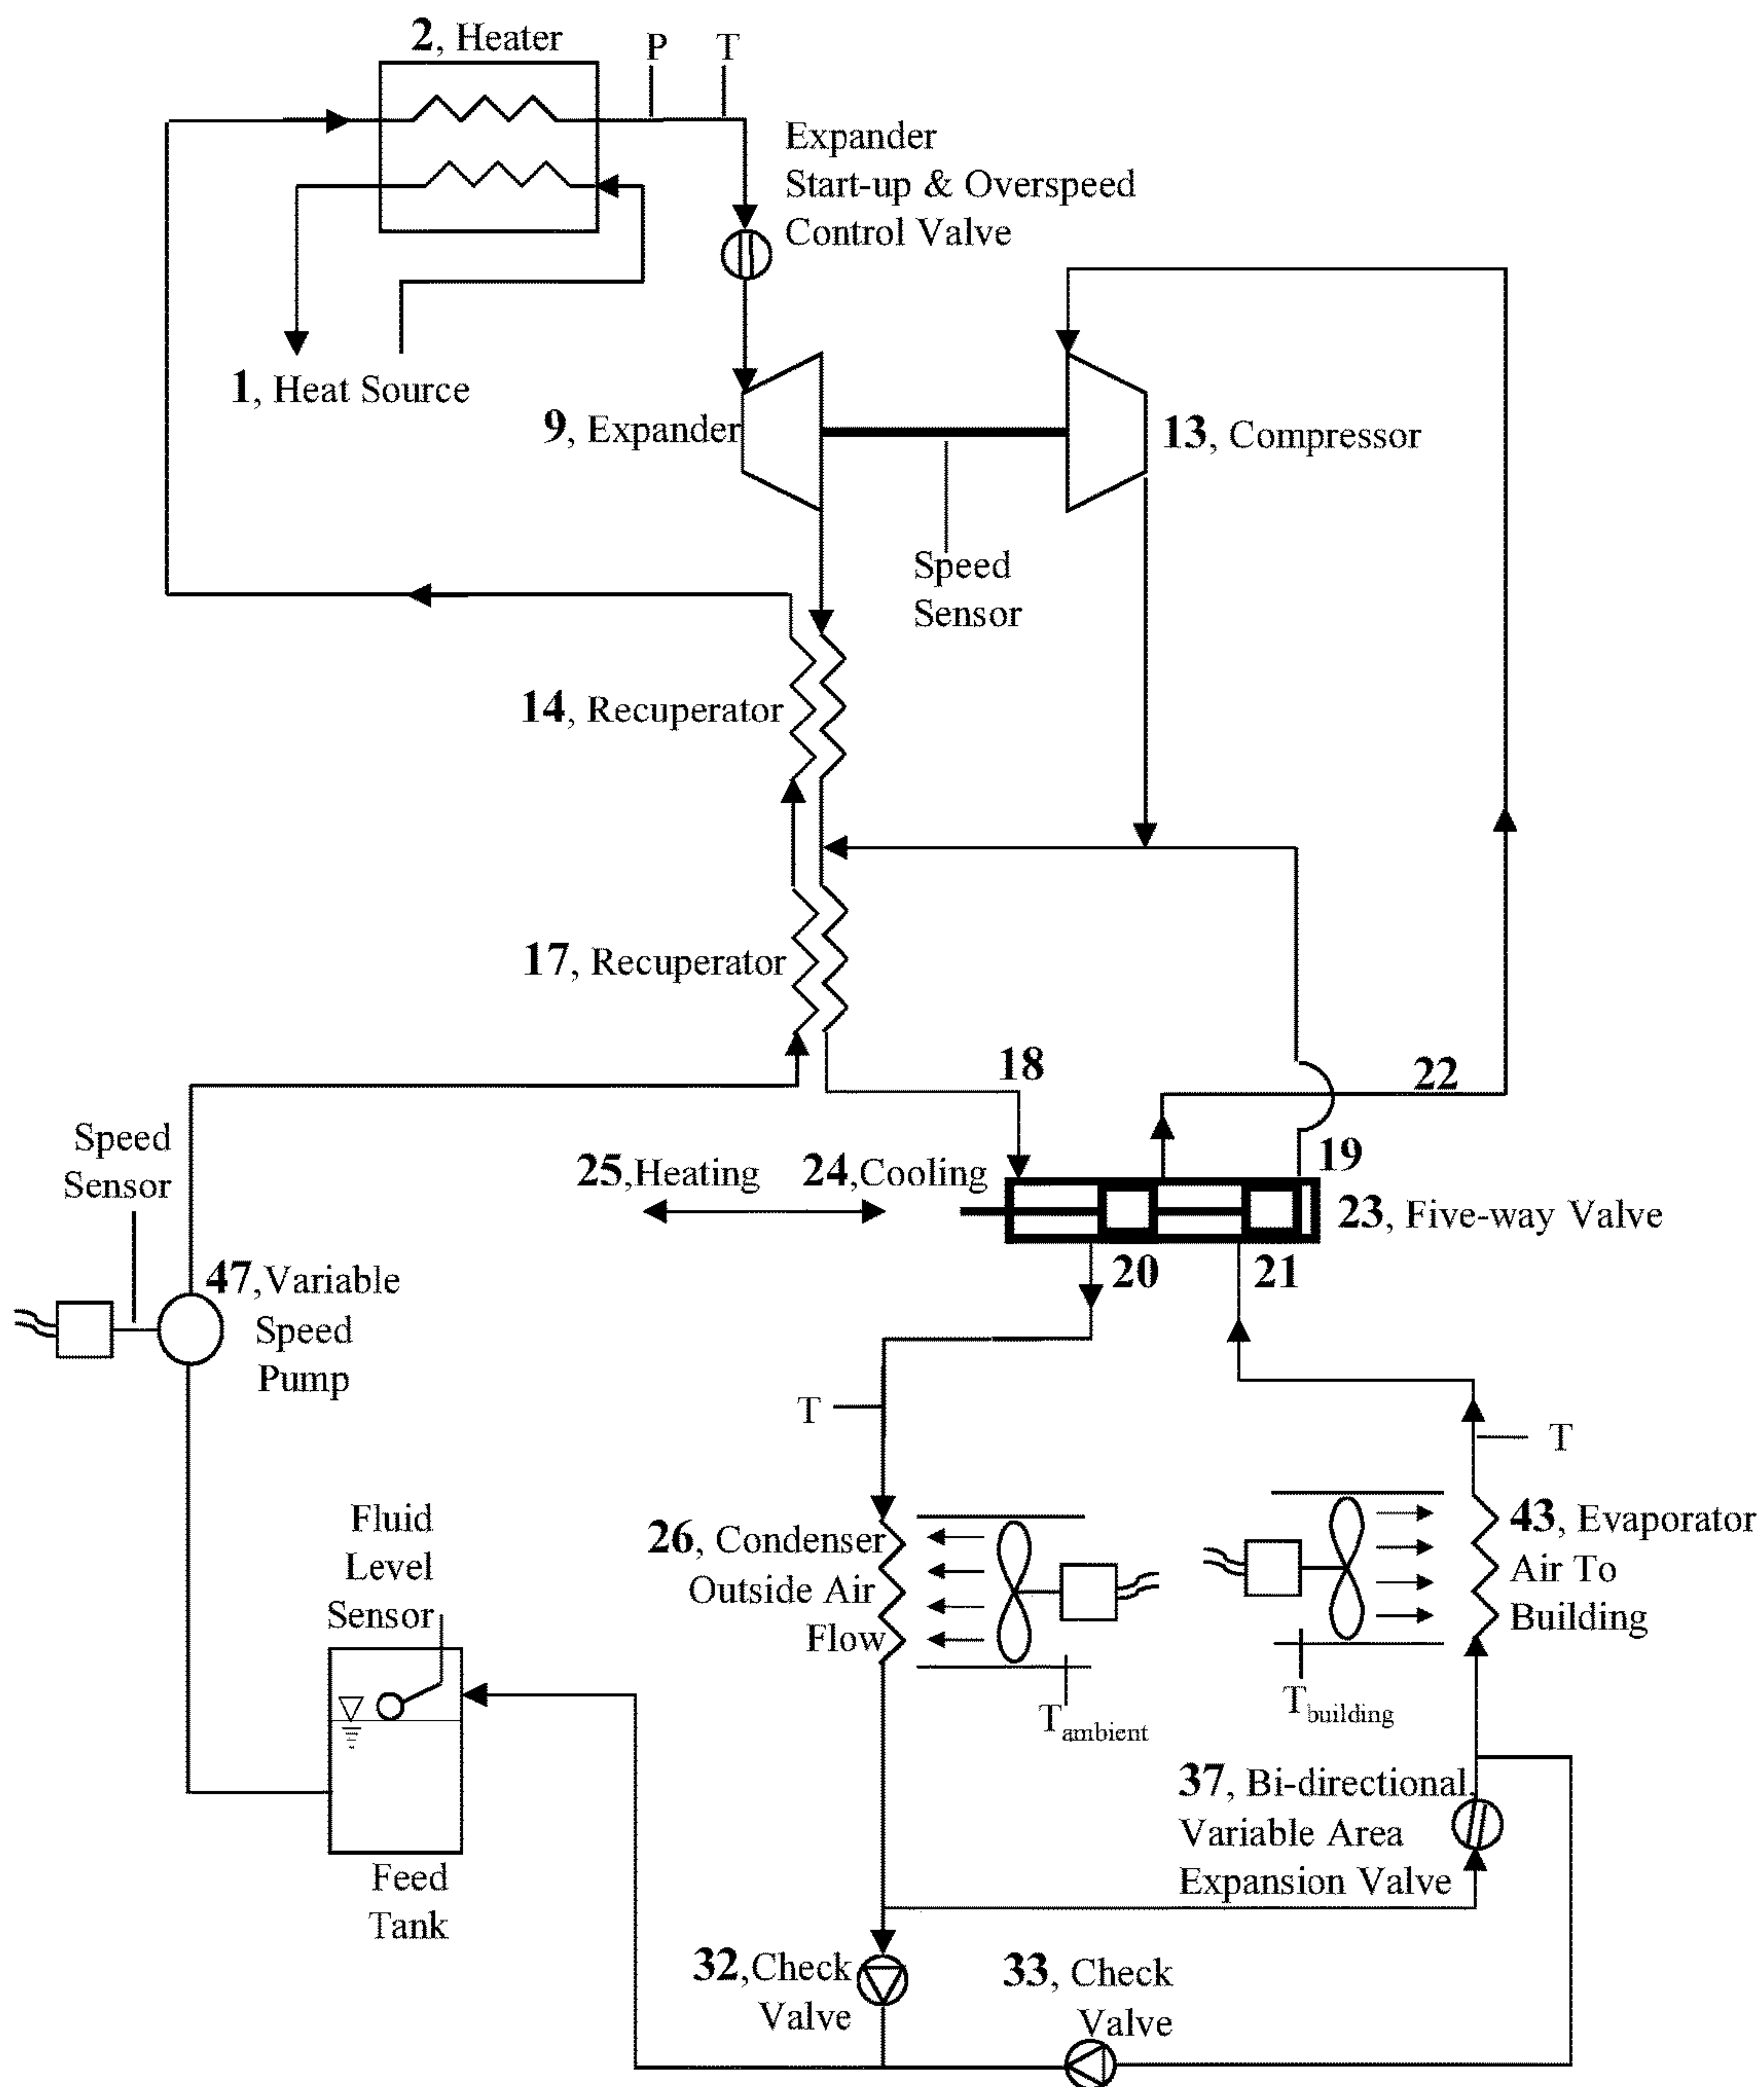 2, Heater
P
T
Expander
Start-up & Overspeed
Control Valve
1, Heat Source
9, Expander
13, Compressor
Speed
Sensor
14, Recuperator
17, Recuperator
18
22
Speed
Sensor
25,Heating
24,Cooling
19
23, Five-way Valve
20
21
47,Variable
Speed
Pump
T
T
Fluid
Level
Sensor
26, Condenser
Outside Air
Flow
43, Evaporator
Air To
Building
Tambient
Tbuilding
37, Bi-directional,
Variable Area
Expansion Valve
Feed
Tank
32,Check
Valve
33, Check
Valve